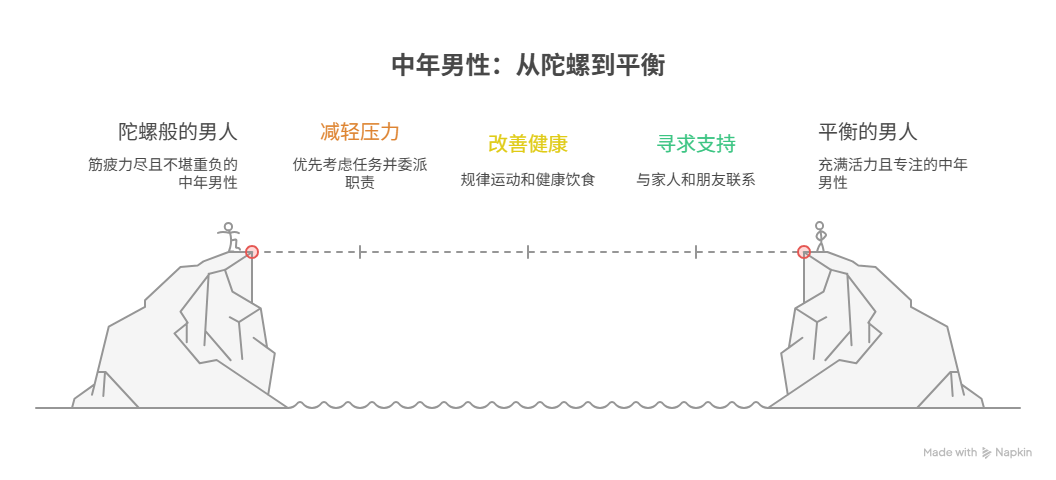 中年男性：从陀螺到平衡
陀螺般的男人
筋疲力尽且不堪重负的
中年男性
减轻压力
优先考虑任务并委派
职责
改善健康
规律运动和健康饮食
寻求支持
与家人和朋友联系
平衡的男人
充满活力且专注的中年
男性
Made with Napkin